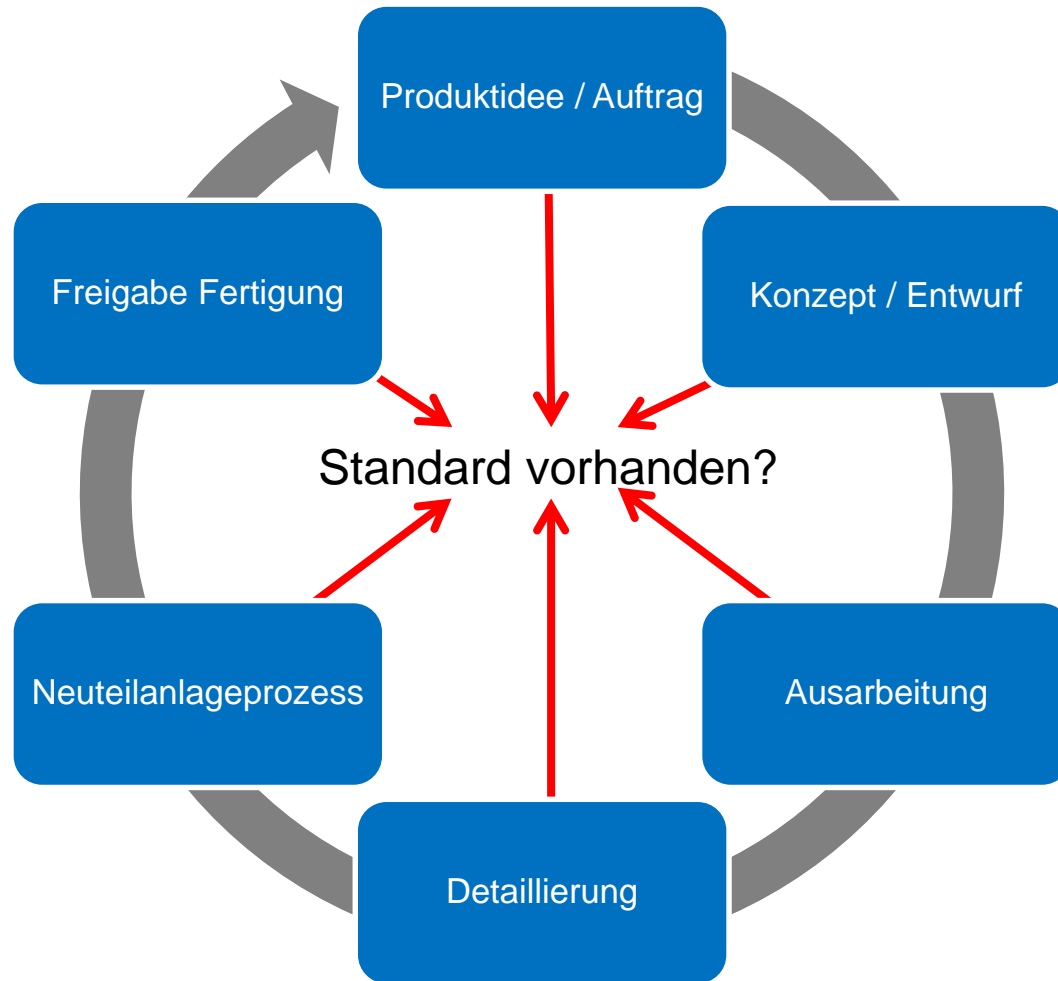 Produktidee / Auftrag
Konzept / Entwurf
Ausarbeitung
Detaillierung
Neuteilanlageprozess
Freigabe Fertigung
Standard vorhanden?